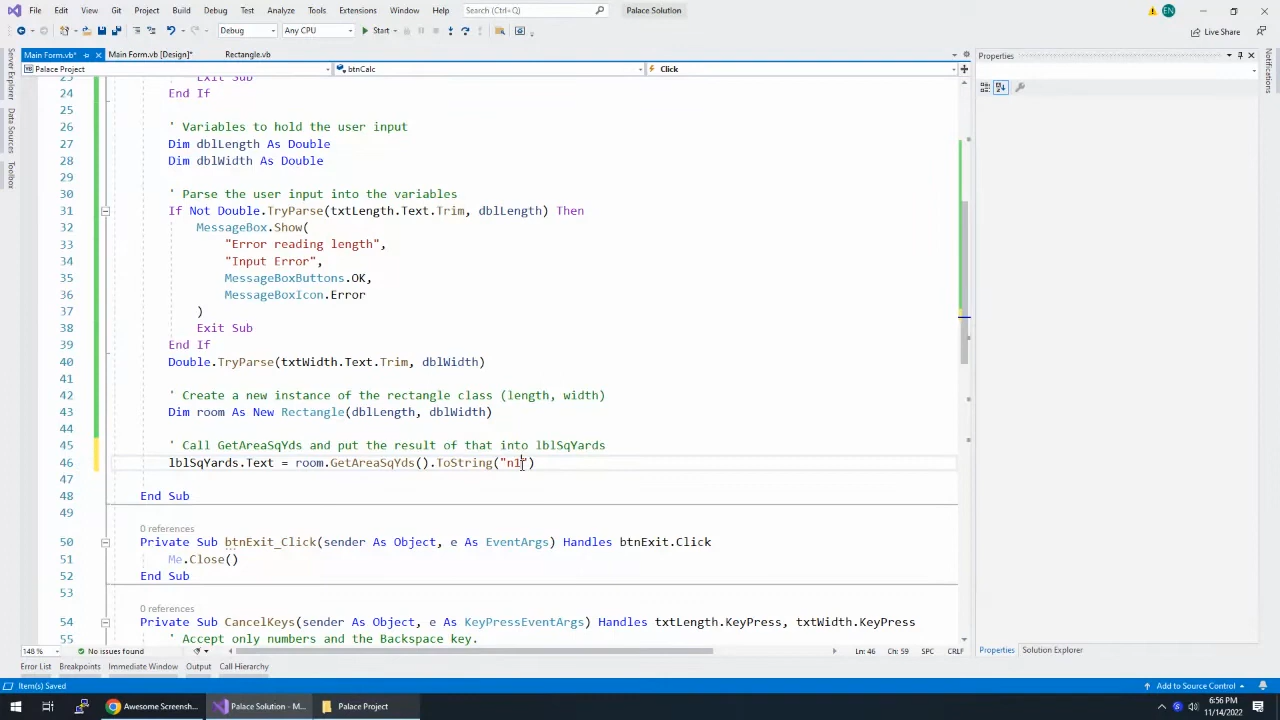 File Edit View Git Project Build Debug Test Analyze Tools Extensions Window Help Search (Ctrl+Q) Palace Solution EN
Debug Any CPU Start Live Share
Main Form.vb* Main Form.vb [Design]* Rectangle.vb Properties
Palace Project btnCalc Click
23 Exit Sub
24 End If
25
26 ' Variables to hold the user input
27 Dim dblLength As Double
28 Dim dblWidth As Double
29
30 ' Parse the user input into the variables
31 If Not Double.TryParse(txtLength.Text.Trim, dblLength) Then
32 MessageBox.Show(
33 "Error reading length",
34 "Input Error",
35 MessageBoxButtons.OK,
36 MessageBoxIcon.Error
37 )
38 Exit Sub
39 End If
40 Double.TryParse(txtWidth.Text.Trim, dblWidth)
41
42 ' Create a new instance of the rectangle class (length, width)
43 Dim room As New Rectangle(dblLength, dblWidth)
44
45 ' Call GetAreaSqYds and put the result of that into lblSqYards
46 lblSqYards.Text = room.GetAreaSqYds().ToString("n1")
47
48 End Sub
49
0 references
50 Private Sub btnExit_Click(sender As Object, e As EventArgs) Handles btnExit.Click
51 Me.Close()
52 End Sub
53
0 references
54 Private Sub CancelKeys(sender As Object, e As KeyPressEventArgs) Handles txtLength.KeyPress, txtWidth.KeyPress
55 ' Accept only numbers and the Backspace key.
Server Explorer
Data Sources
Toolbox
Notifications
148 % No issues found Ln: 46 Ch: 59 SPC CRLF Properties Solution Explorer
Error List Breakpoints Immediate Window Output Call Hierarchy
Item(s) Saved Add to Source Control
Awesome Screensh... Palace Solution - M... Palace Project 6:56 PM
11/14/2022